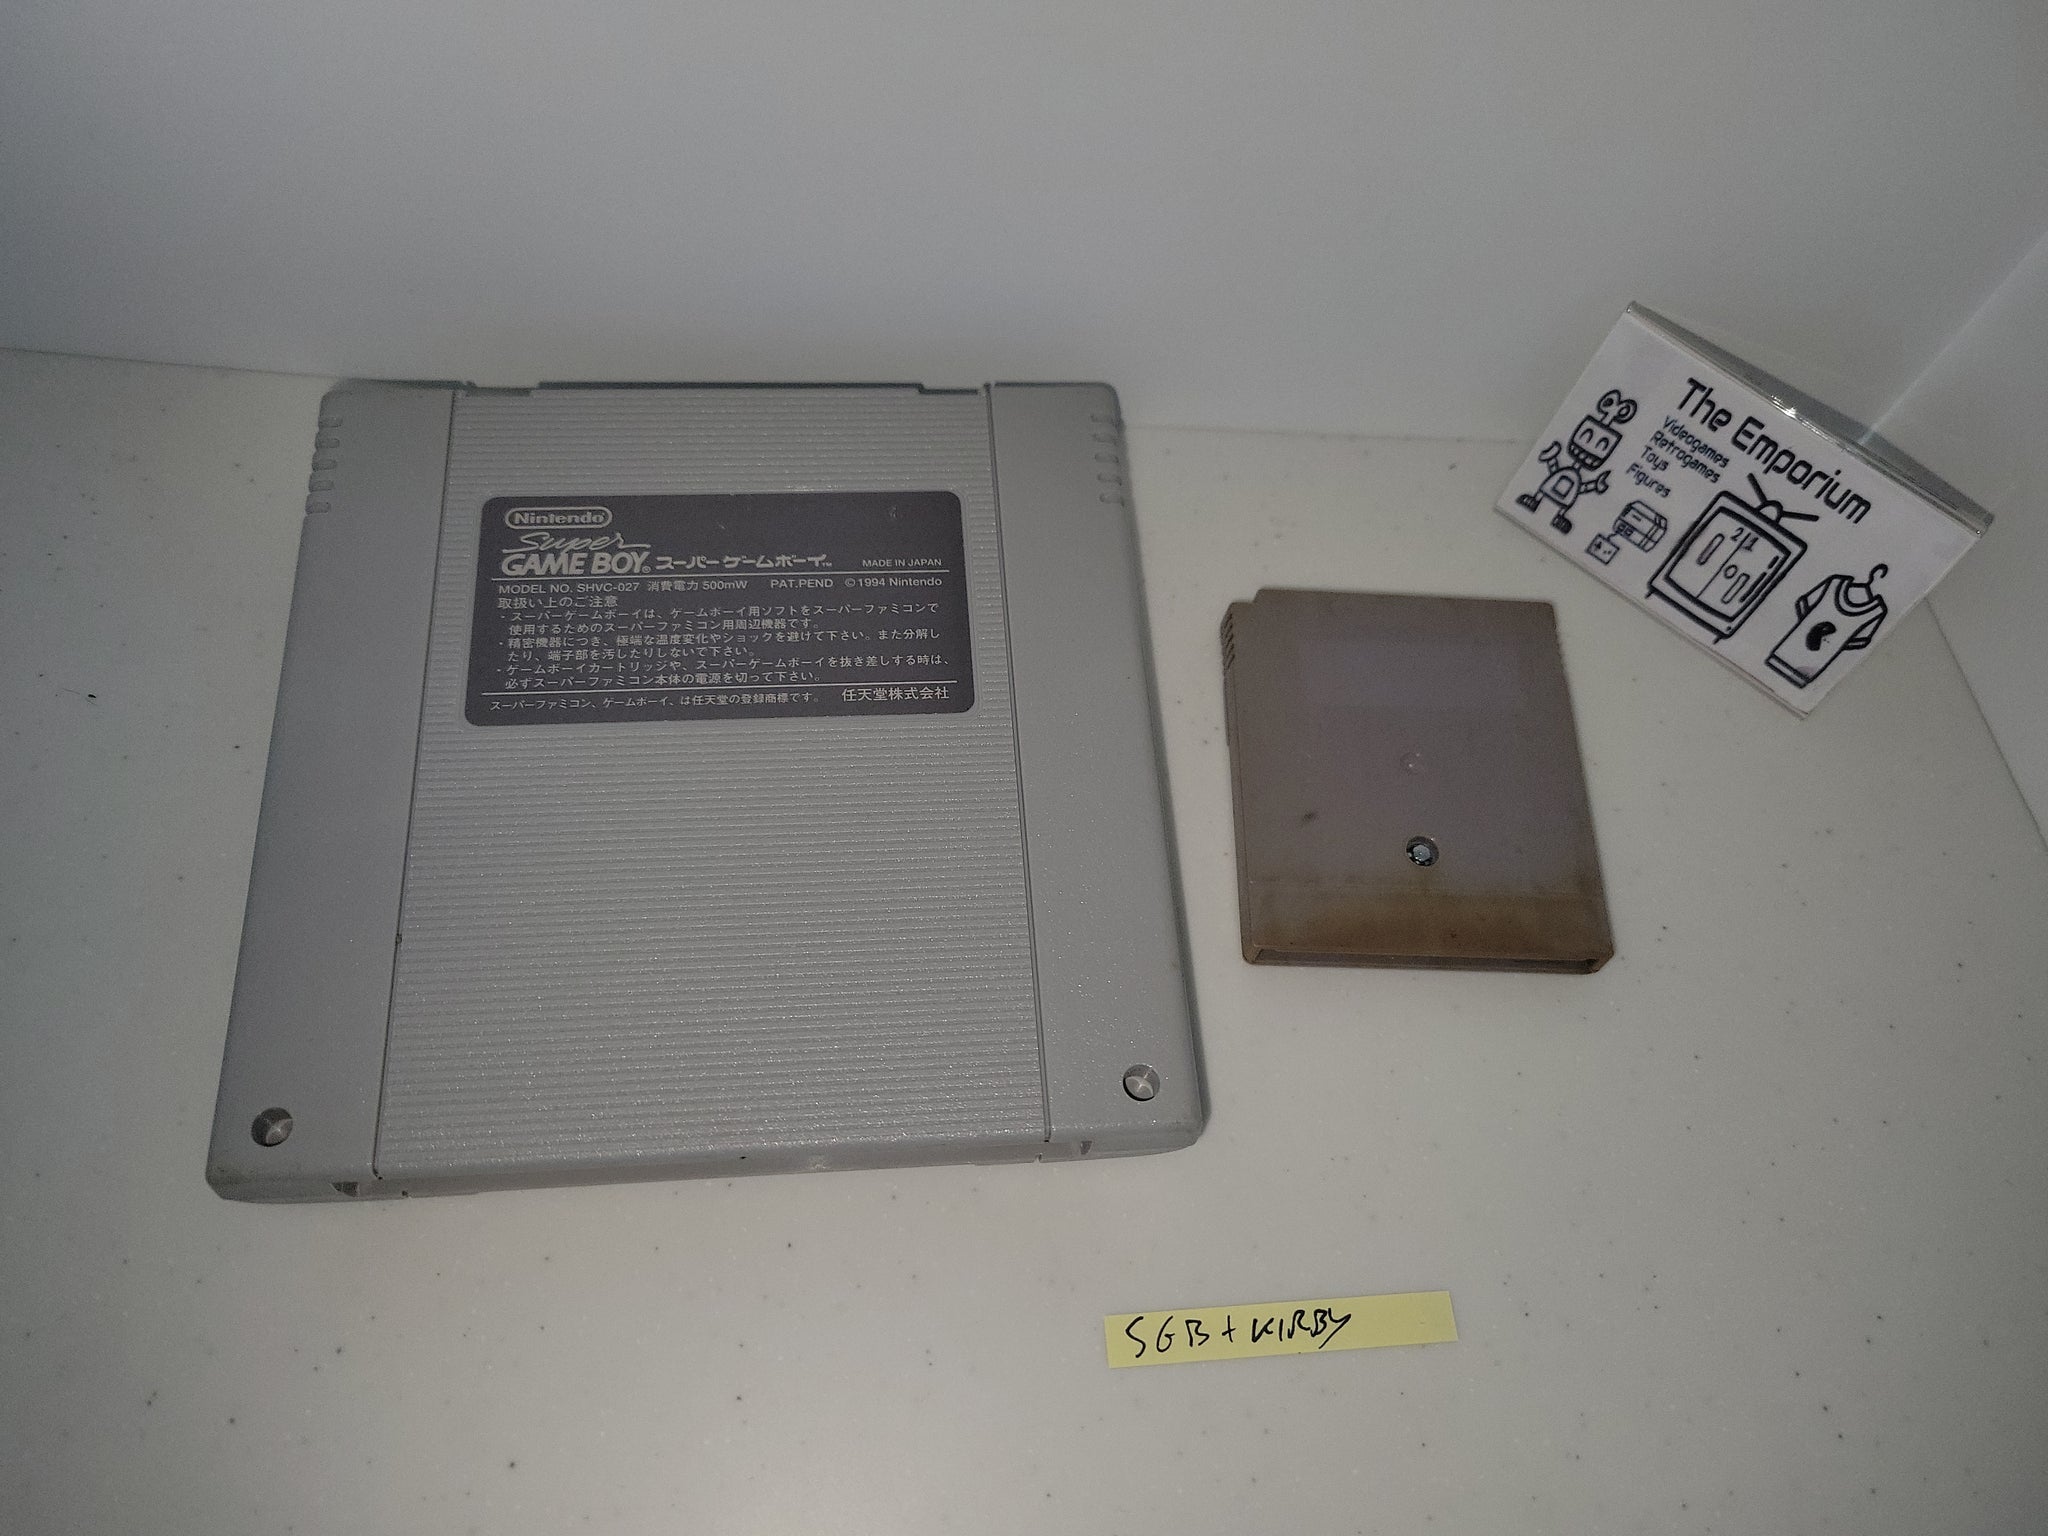 Nintendo
Super
GAME BOY® スーパーゲームボーイ™ MADE IN JAPAN
MODEL NO. SHVC-027 消費電力 500mW PAT.PEND ©1994 Nintendo
取扱い上のご注意
・スーパーゲームボーイは、ゲームボーイ用ソフトをスーパーファミコンで
使用するためのスーパーファミコン用周辺機器です。
・精密機器につき、極端な温度変化やショックを避けて下さい。また分解し
たり、端子部を汚したりしないで下さい。
・ゲームボーイカートリッジや、スーパーゲームボーイを抜き差しする時は、
必ずスーパーファミコン本体の電源を切って下さい。
スーパーファミコン、ゲームボーイ、は任天堂の登録商標です。 任天堂株式会社
The Emporium
Videogames
Retrogames
Toys
Figures
SGB + KIRBY